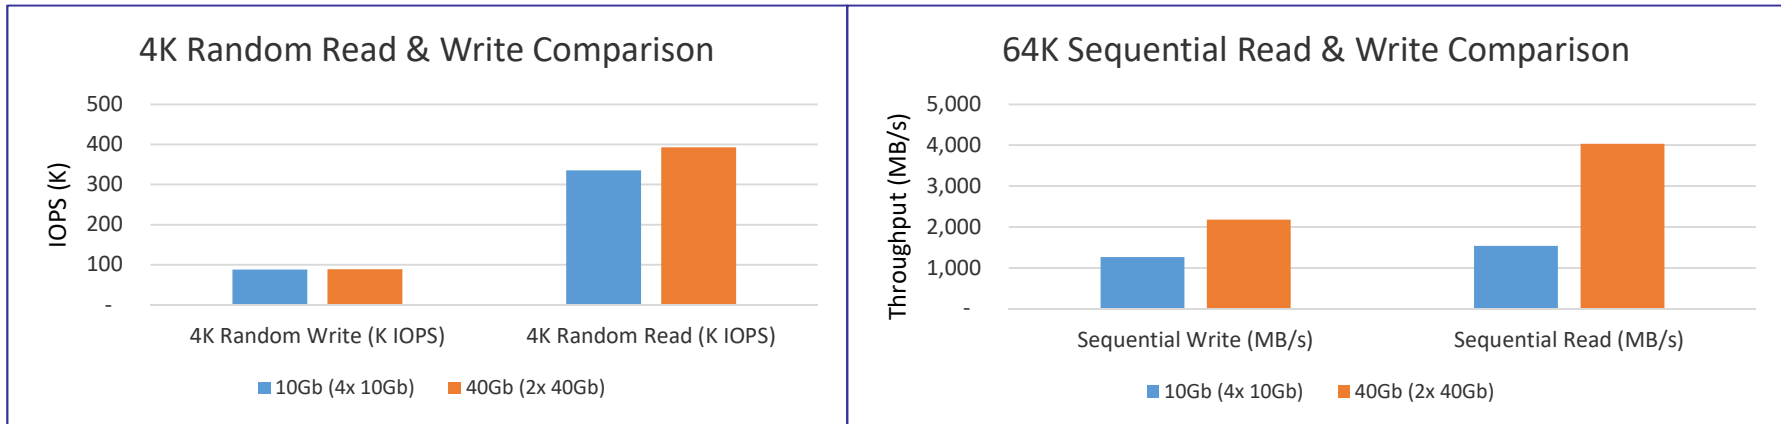 4K Random Read & Write Comparison
IOPS (K)
500
400
300
200
100
-
4K Random Write (K IOPS) 4K Random Read (K IOPS)
10Gb (4x 10Gb) 40Gb (2x 40Gb)
64K Sequential Read & Write Comparison
Throughput (MB/s)
5,000
4,000
3,000
2,000
1,000
-
Sequential Write (MB/s) Sequential Read (MB/s)
10Gb (4x 10Gb) 40Gb (2x 40Gb)